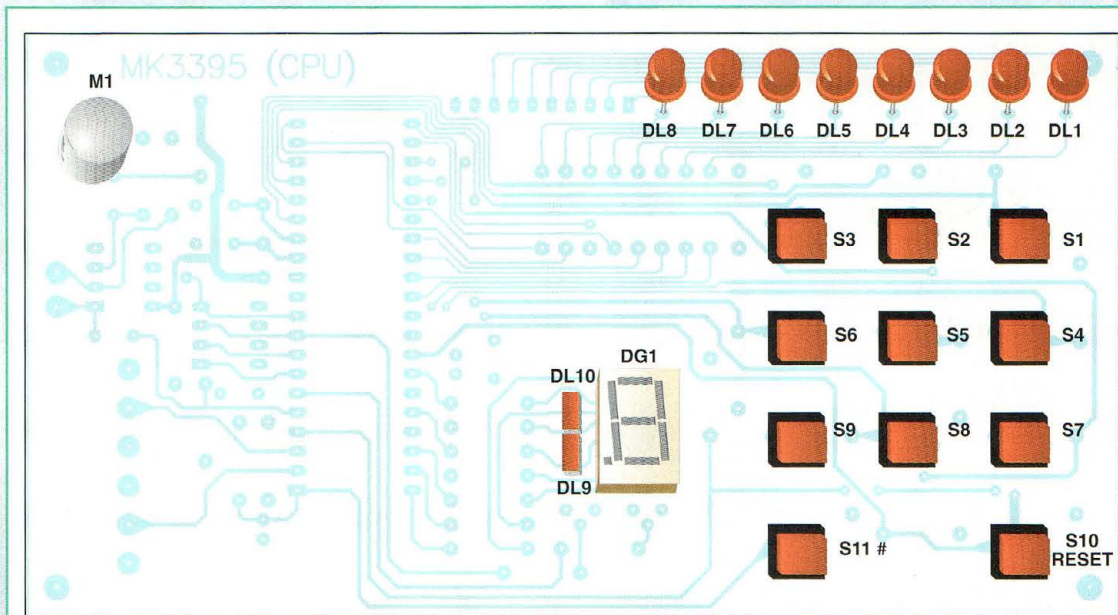 MK3395 (CPU)
M1
DL8 DL7 DL6 DL5 DL4 DL3 DL2 DL1
S3 S2 S1
S6 S5 S4
DG1
DL10
S9 S8 S7
DL9
S11 # S10
RESET